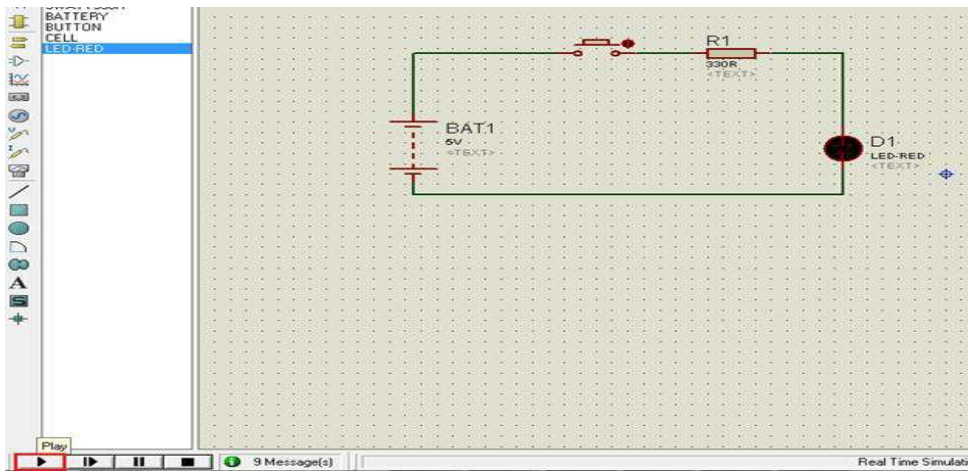 BATTERY
BUTTON
CELL
LED-RED
R1
330R
<TEXT>
BAT1
<TEXT>
D1
LED-RED
<TEXT>
A
S
Play
9 Message(s)
Real Time Simulati